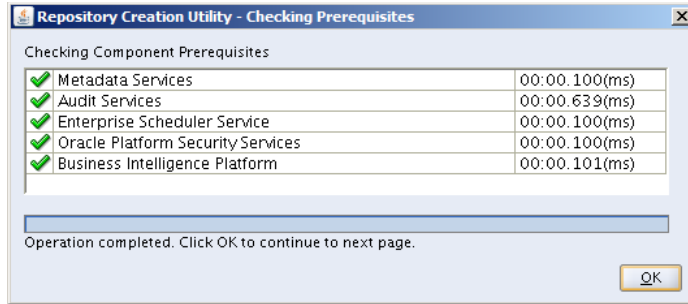 Repository Creation Utility - Checking Prerequisites
Checking Component Prerequisites
Metadata Services 00:00.100(ms)
Audit Services 00:00.639(ms)
Enterprise Scheduler Service 00:00.100(ms)
Oracle Platform Security Services 00:00.100(ms)
Business Intelligence Platform 00:00.101(ms)
Operation completed. Click OK to continue to next page.
OK